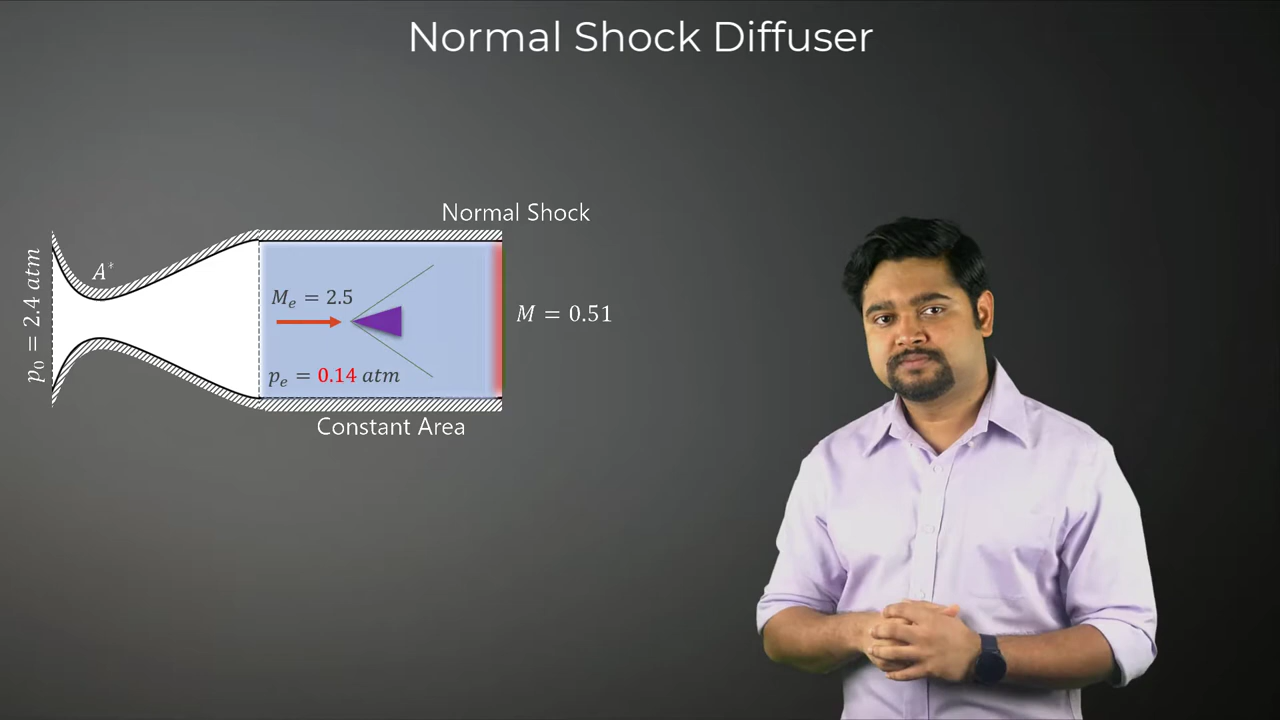 Normal Shock Diffuser
Normal Shock
A*
p₀ = 2.4 atm
Mₑ = 2.5
M = 0.51
pₑ = 0.14 atm
Constant Area